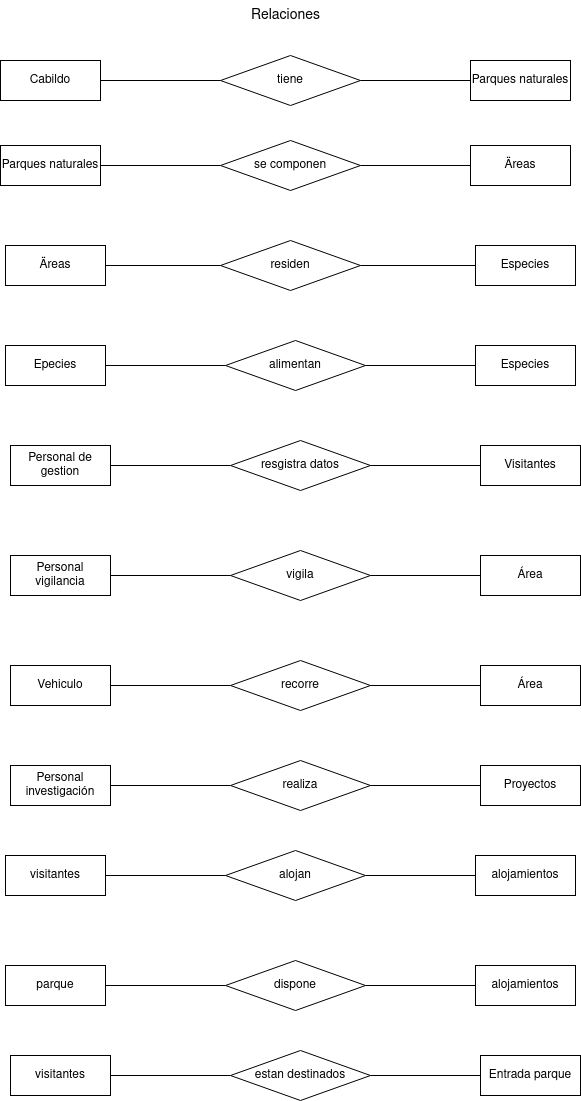 Relaciones
Cabildo
tiene
Parques naturales
Parques naturales
se componen
Äreas
Äreas
residen
Especies
Epecies
alimentan
Especies
Personal de
gestion
resgistra datos
Visitantes
Personal
vigilancia
vigila
Área
Vehiculo
recorre
Área
Personal
investigación
realiza
Proyectos
visitantes
alojan
alojamientos
parque
dispone
alojamientos
visitantes
estan destinados
Entrada parque